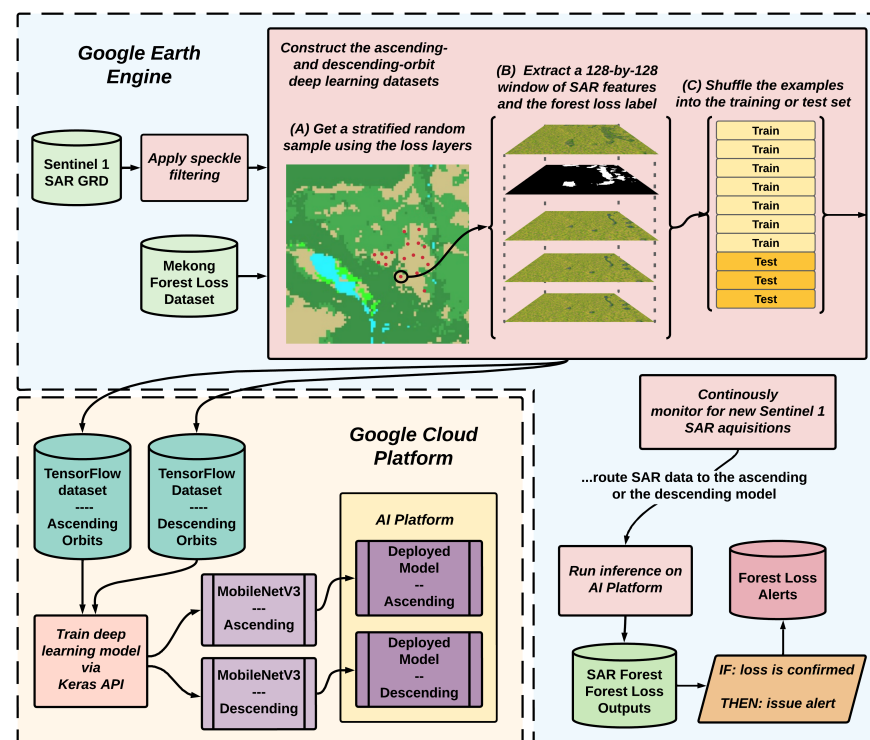 Google Earth
Engine
Construct the ascending-
and descending-orbit
deep learning datasets
(A) Get a stratified random
sample using the loss layers
(B) Extract a 128-by-128
window of SAR features
and the forest loss label
(C) Shuffle the examples
into the training or test set
Train
Train
Train
Train
Train
Train
Train
Test
Test
Test
Sentinel 1
SAR GRD
Apply speckle
filtering
Mekong
Forest Loss
Dataset
Google Cloud
Platform
TensorFlow
dataset
----
Ascending
Orbits
TensorFlow
Dataset
----
Descending
Orbits
Train deep
learning model
via
Keras API
MobileNetV3
---
Ascending
MobileNetV3
---
Descending
AI Platform
Deployed
Model
--
Ascending
Deployed
Model
--
Descending
Continously
monitor for new Sentinel 1
SAR aquisitions
...route SAR data to the ascending
or the descending model
Run inference on
AI Platform
SAR Forest
Forest Loss
Outputs
IF: loss is confirmed
THEN: issue alert
Forest Loss
Alerts